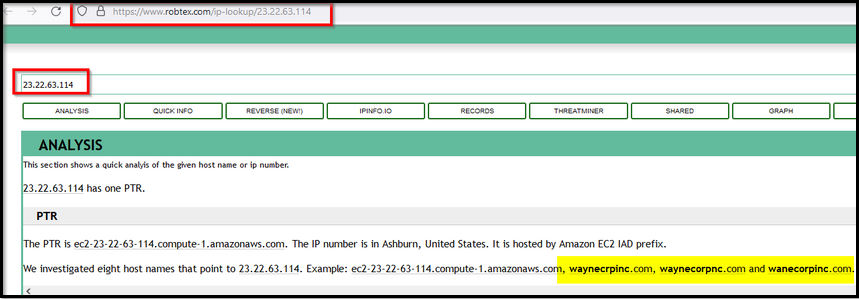 https://www.robtex.com/ip-lookup/23.22.63.114
23.22.63.114
ANALYSIS QUICK INFO REVERSE (NEW!) IPINFO.IO RECORDS THREATMINER SHARED GRAPH
ANALYSIS
This section shows a quick analyis of the given host name or ip number.
23.22.63.114 has one PTR.
PTR
The PTR is ec2-23-22-63-114.compute-1.amazonaws.com. The IP number is in Ashburn, United States. It is hosted by Amazon EC2 IAD prefix.
We investigated eight host names that point to 23.22.63.114. Example: ec2-23-22-63-114.compute-1.amazonaws.com, waynecrpinc.com, waynecorpnc.com and wanecorpinc.com.